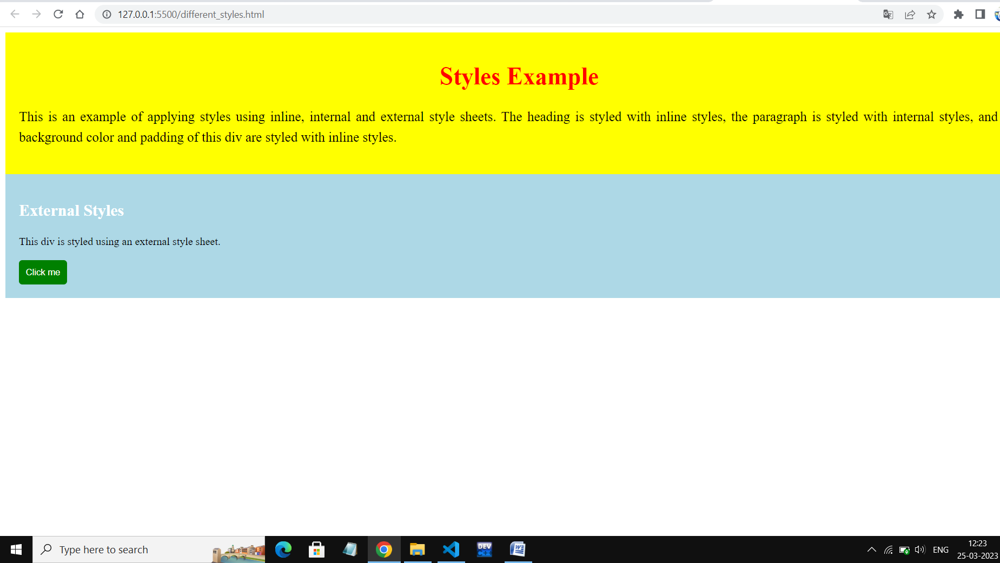 127.0.0.1:5500/different_styles.html
Styles Example
This is an example of applying styles using inline, internal and external style sheets. The heading is styled with inline styles, the paragraph is styled with internal styles, and
background color and padding of this div are styled with inline styles.
External Styles
This div is styled using an external style sheet.
Click me
Type here to search
DEV
C++
W
ENG
12:23
25-03-2023